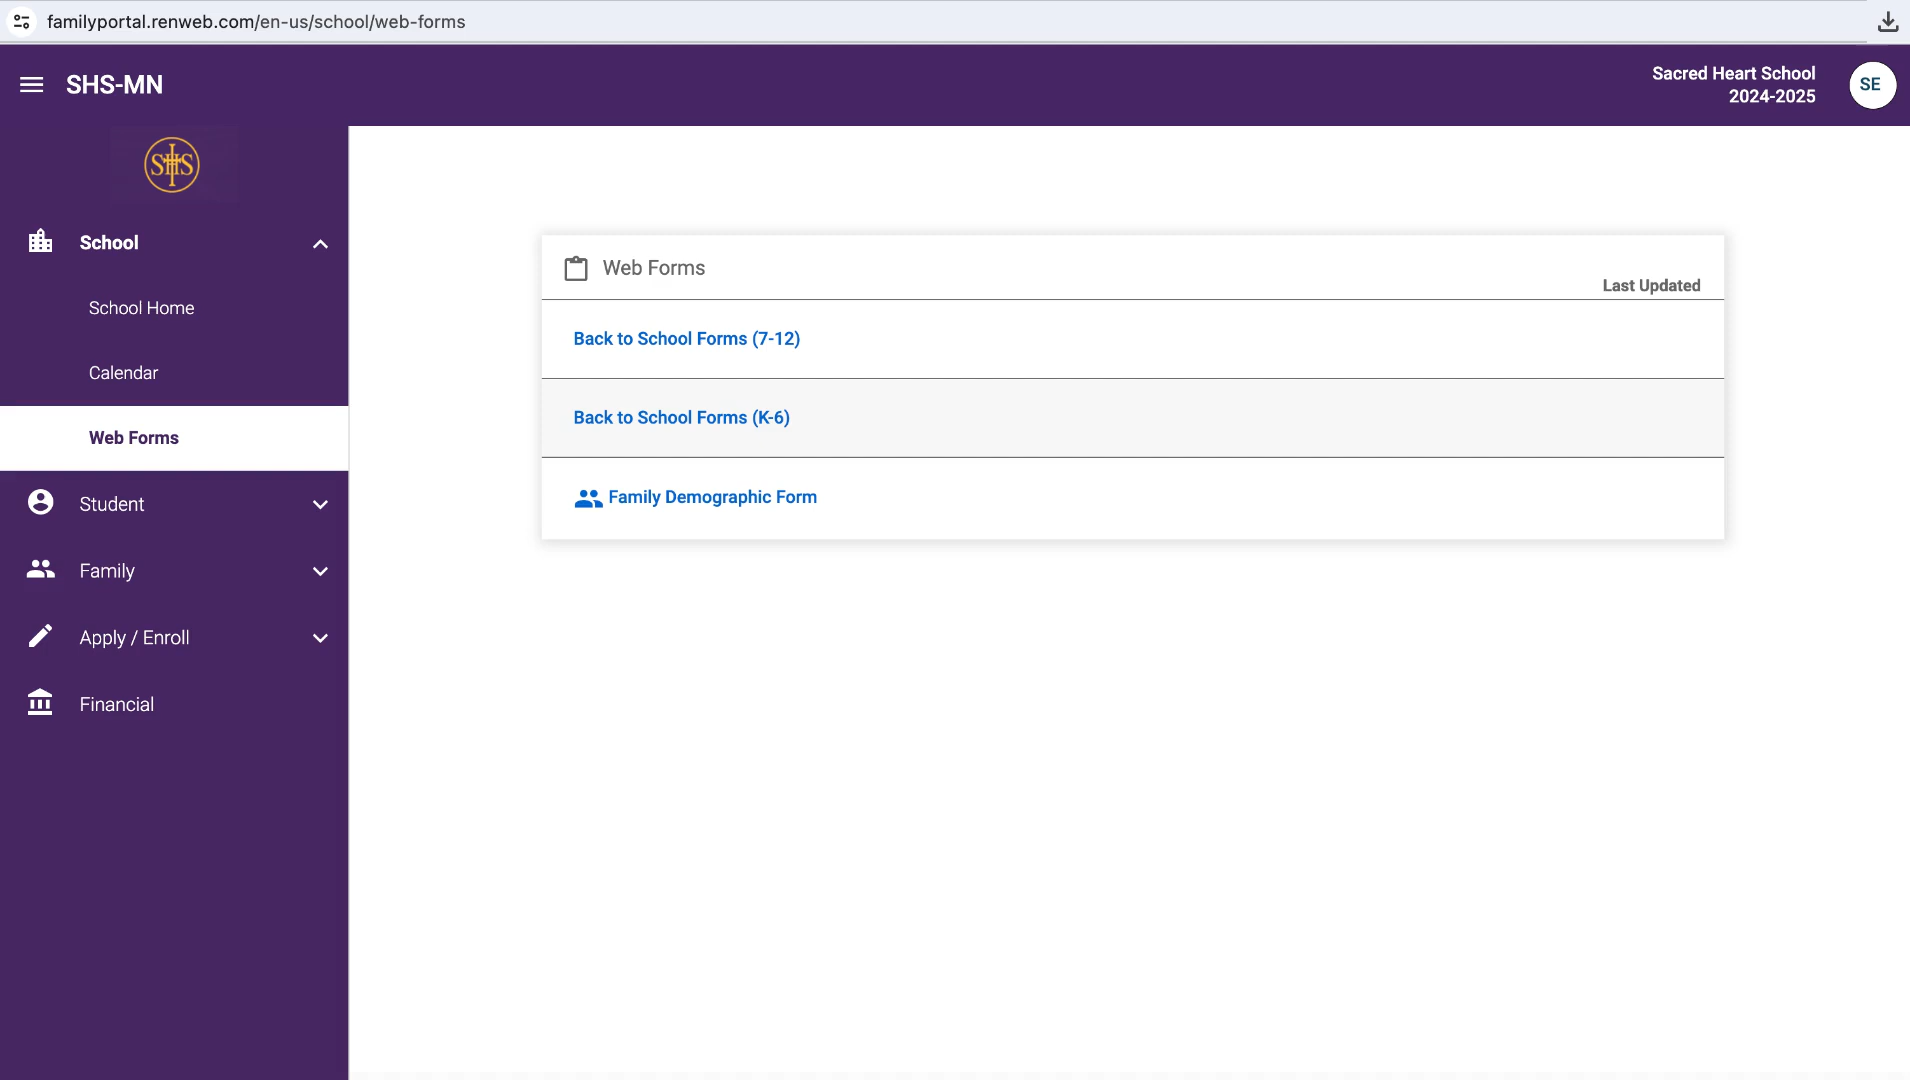 familyportal.renweb.com/en-us/school/web-forms
SHS-MN
Sacred Heart School
2024-2025
SE
SHS
School
School Home
Calendar
Web Forms
Student
Family
Apply / Enroll
Financial
Web Forms
Last Updated
Back to School Forms (7-12)
Back to School Forms (K-6)
Family Demographic Form